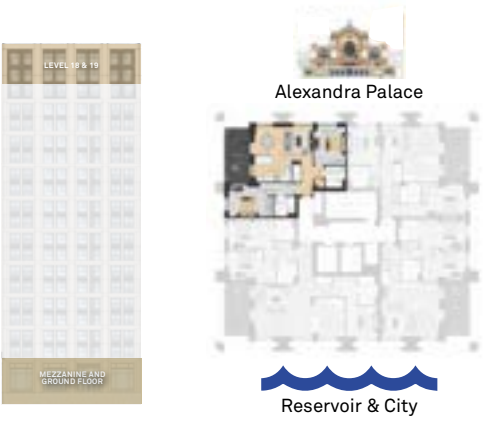 LEVEL 18 & 19
Alexandra Palace
MEZZANINE AND
GROUND FLOOR
Reservoir & City